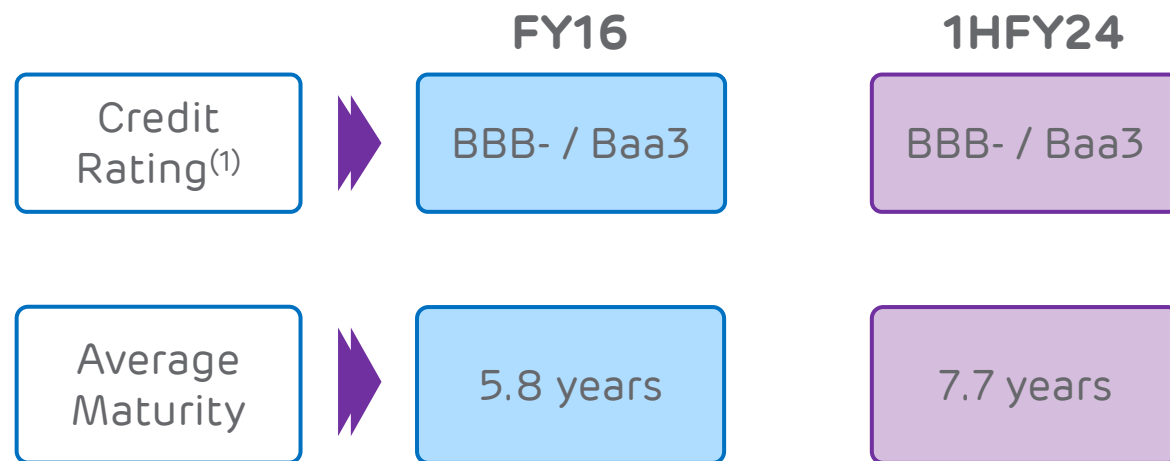 FY16 1HFY24
Credit
Rating(1)
BBB- / Baa3
BBB- / Baa3
Average
Maturity
5.8 years
7.7 years